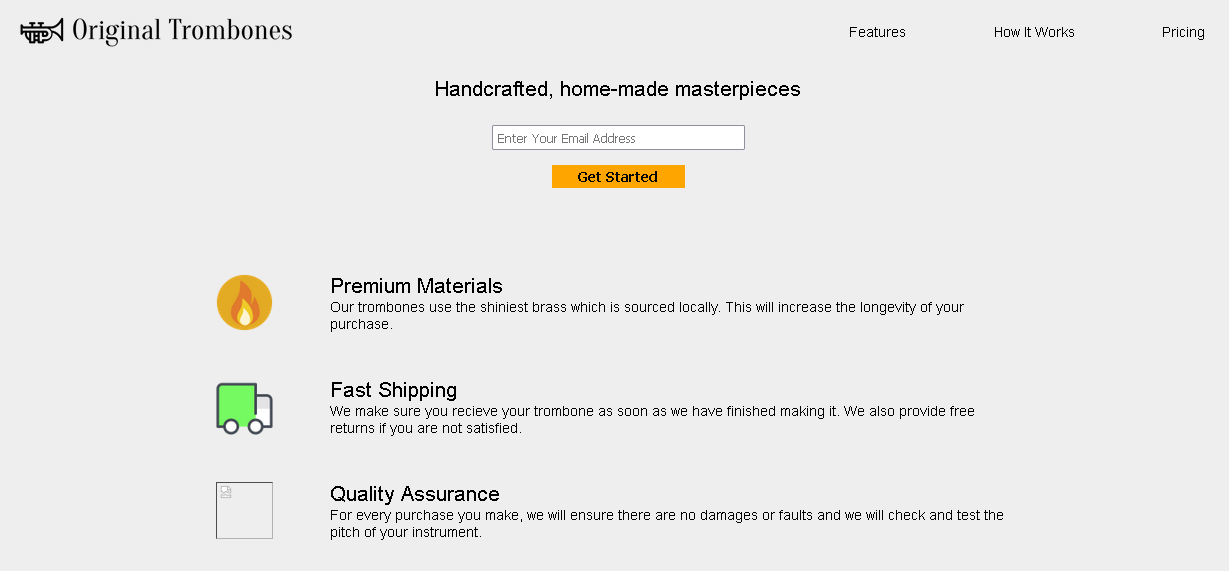 Original Trombones
Features
How It Works
Pricing
Handcrafted, home-made masterpieces
Enter Your Email Address
Get Started
Premium Materials
Our trombones use the shiniest brass which is sourced locally. This will increase the longevity of your
purchase.
Fast Shipping
We make sure you recieve your trombone as soon as we have finished making it. We also provide free
returns if you are not satisfied.
Quality Assurance
For every purchase you make, we will ensure there are no damages or faults and we will check and test the
pitch of your instrument.